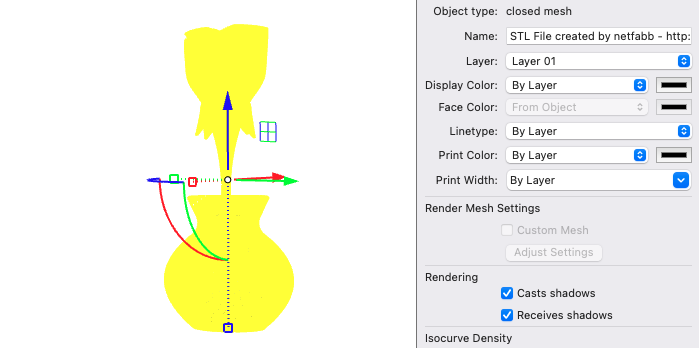 Object type: closed mesh
Name: STL File created by netfabb - http:
Layer: Layer 01
Display Color: By Layer
Face Color: From Object
Linetype: By Layer
Print Color: By Layer
Print Width: By Layer
Render Mesh Settings
Custom Mesh
Adjust Settings
Rendering
Casts shadows
Receives shadows
Isocurve Density